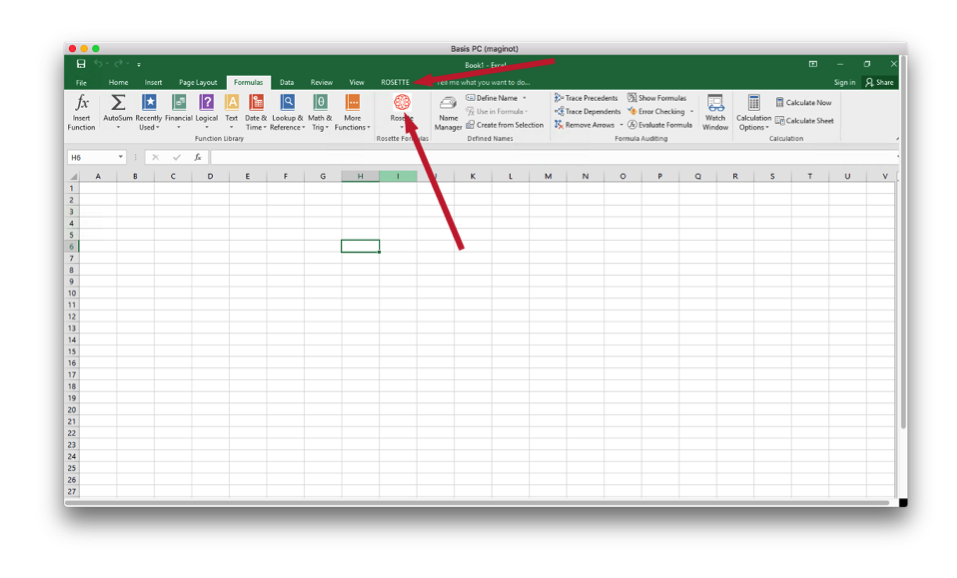 Basis PC (maginot)
Book1 - Excel
File Home Insert Page Layout Formulas Data Review View ROSETTE Tell me what you want to do... Sign in Share
fx Insert Function
AutoSum
Recently Used
Financial
Logical
Text
Date & Time
Lookup & Reference
Math & Trig
More Functions
Function Library
Rosette
Rosette Formulas
Name Manager
Define Name
Use in Formula
Create from Selection
Defined Names
Trace Precedents
Trace Dependents
Remove Arrows
Show Formulas
Error Checking
Evaluate Formula
Formula Auditing
Watch Window
Calculation Options
Calculate Now
Calculate Sheet
Calculation
H6 fx
A B C D E F G H I J K L M N O P Q R S T U V
1
2
3
4
5
6
7
8
9
10
11
12
13
14
15
16
17
18
19
20
21
22
23
24
25
26
27